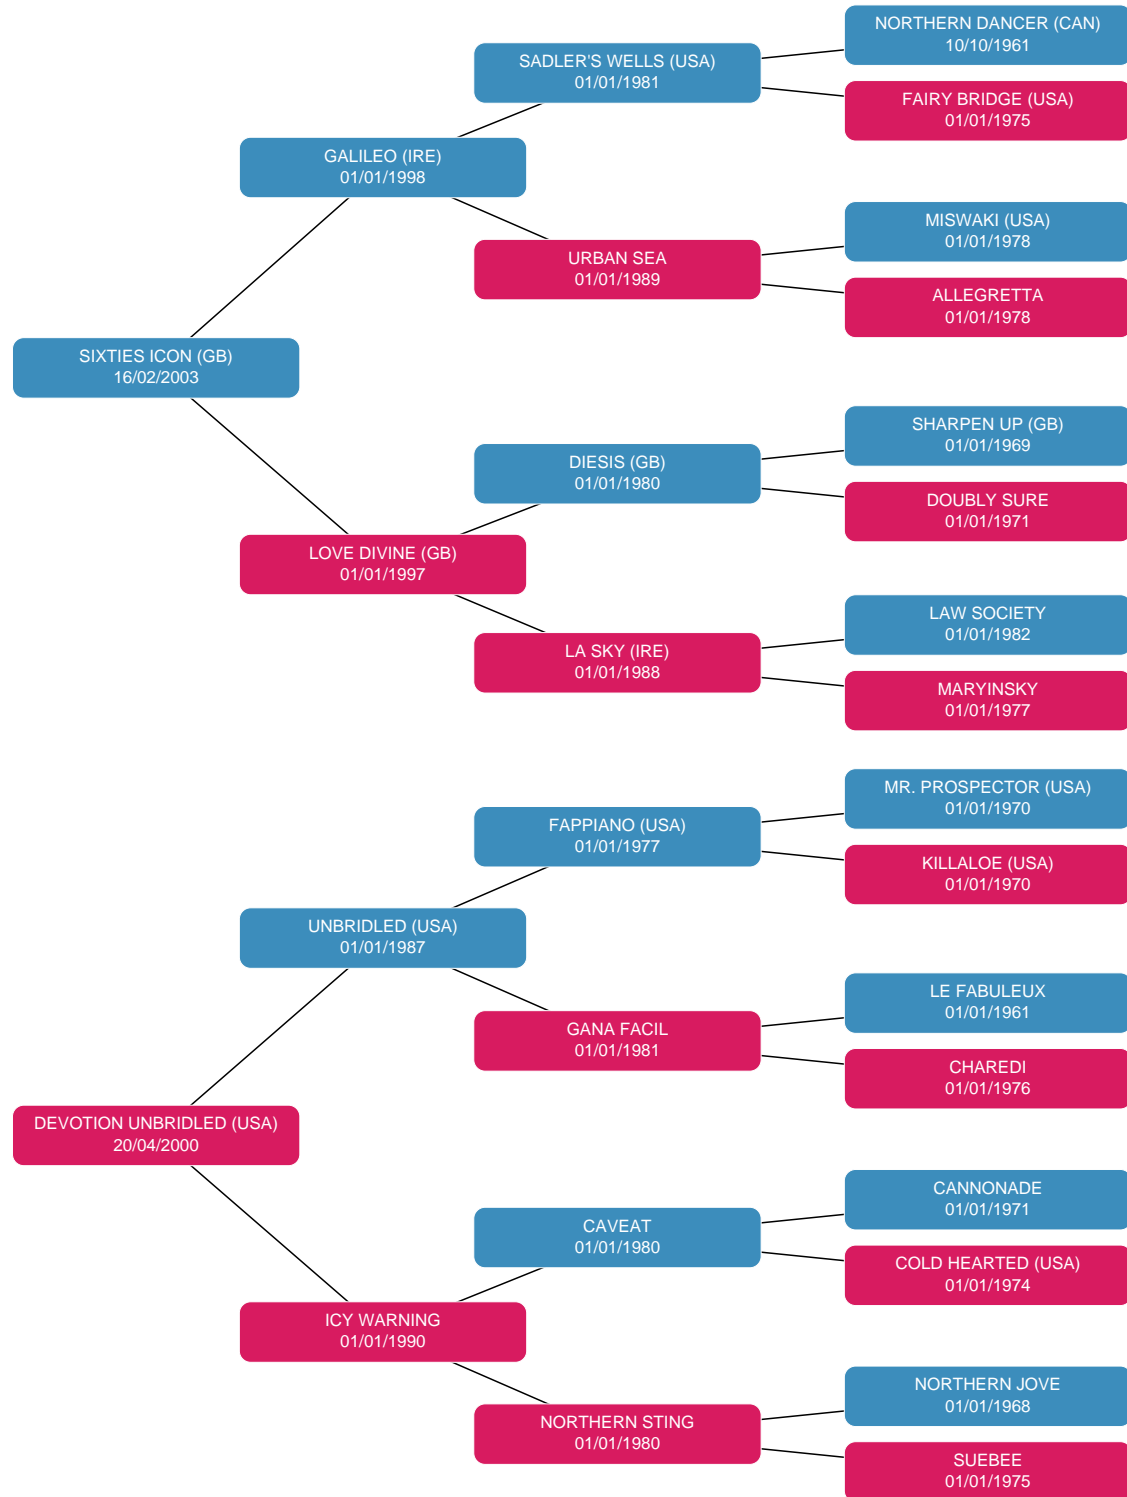 NORTHERN DANCER (CAN)
10/10/1961
SADLER'S WELLS (USA)
01/01/1981
FAIRY BRIDGE (USA)
01/01/1975
GALILEO (IRE)
01/01/1998
MISWAKI (USA)
01/01/1978
URBAN SEA
01/01/1989
ALLEGRETTA
01/01/1978
SIXTIES ICON (GB)
16/02/2003
SHARPEN UP (GB)
01/01/1969
DIESIS (GB)
01/01/1980
DOUBLY SURE
01/01/1971
LOVE DIVINE (GB)
01/01/1997
LAW SOCIETY
01/01/1982
LA SKY (IRE)
01/01/1988
MARYINSKY
01/01/1977
MR. PROSPECTOR (USA)
01/01/1970
FAPPIANO (USA)
01/01/1977
KILLALOE (USA)
01/01/1970
UNBRIDLED (USA)
01/01/1987
LE FABULEUX
01/01/1961
GANA FACIL
01/01/1981
CHAREDI
01/01/1976
DEVOTION UNBRIDLED (USA)
20/04/2000
CANNONADE
01/01/1971
CAVEAT
01/01/1980
COLD HEARTED (USA)
01/01/1974
ICY WARNING
01/01/1990
NORTHERN JOVE
01/01/1968
NORTHERN STING
01/01/1980
SUEBEE
01/01/1975